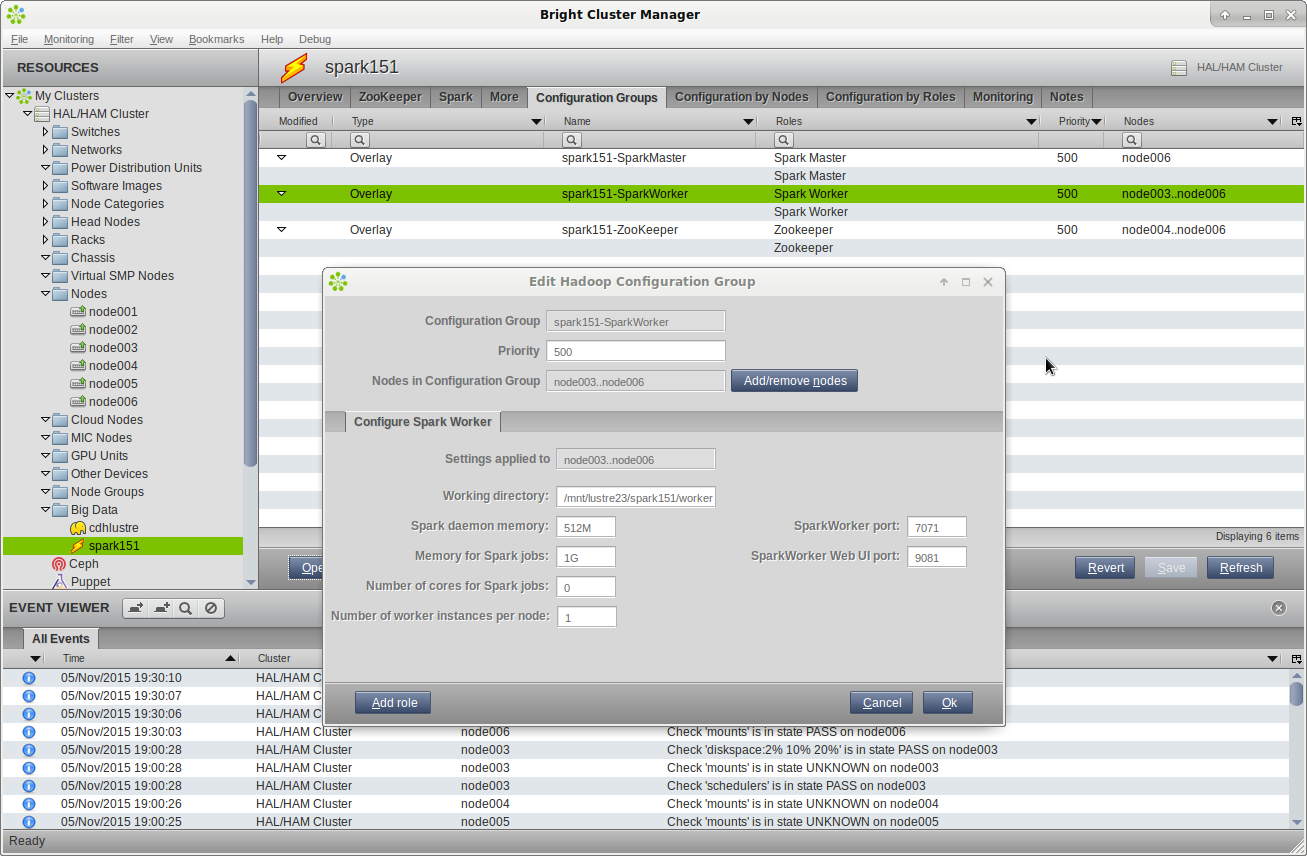 Bright Cluster Manager
File Monitoring Filter View Bookmarks Help Debug
RESOURCES
My Clusters
HAL/HAM Cluster
Switches
Networks
Power Distribution Units
Software Images
Node Categories
Head Nodes
Racks
Chassis
Virtual SMP Nodes
Nodes
node001
node002
node003
node004
node005
node006
Cloud Nodes
MIC Nodes
GPU Units
Other Devices
Node Groups
Big Data
cdhlustre
spark151
Ceph
Puppet
spark151
HAL/HAM Cluster
Overview ZooKeeper Spark More Configuration Groups Configuration by Nodes Configuration by Roles Monitoring Notes
Modified Type Name Roles Priority Nodes
Overlay spark151-SparkMaster Spark Master 500 node006
Spark Master
Overlay spark151-SparkWorker Spark Worker 500 node003..node006
Spark Worker
Overlay spark151-ZooKeeper Zookeeper 500 node004..node006
Zookeeper
Displaying 6 items
Ope
Revert Save Refresh
Edit Hadoop Configuration Group
Configuration Group spark151-SparkWorker
Priority 500
Nodes in Configuration Group node003..node006 Add/remove nodes
Configure Spark Worker
Settings applied to node003..node006
Working directory: /mnt/lustre23/spark151/worker
Spark daemon memory: 512M SparkWorker port: 7071
Memory for Spark jobs: 1G SparkWorker Web UI port: 9081
Number of cores for Spark jobs: 0
Number of worker instances per node: 1
Add role Cancel Ok
EVENT VIEWER
All Events
Time Cluster
05/Nov/2015 19:30:10 HAL/HAM C
05/Nov/2015 19:30:07 HAL/HAM C
05/Nov/2015 19:30:06 HAL/HAM C
05/Nov/2015 19:30:03 HAL/HAM Cluster node006 Check 'mounts' is in state PASS on node006
05/Nov/2015 19:00:28 HAL/HAM Cluster node003 Check 'diskspace:2% 10% 20%' is in state PASS on node003
05/Nov/2015 19:00:28 HAL/HAM Cluster node003 Check 'mounts' is in state UNKNOWN on node003
05/Nov/2015 19:00:28 HAL/HAM Cluster node003 Check 'schedulers' is in state PASS on node003
05/Nov/2015 19:00:26 HAL/HAM Cluster node004 Check 'mounts' is in state UNKNOWN on node004
05/Nov/2015 19:00:25 HAL/HAM Cluster node005 Check 'mounts' is in state UNKNOWN on node005
Ready